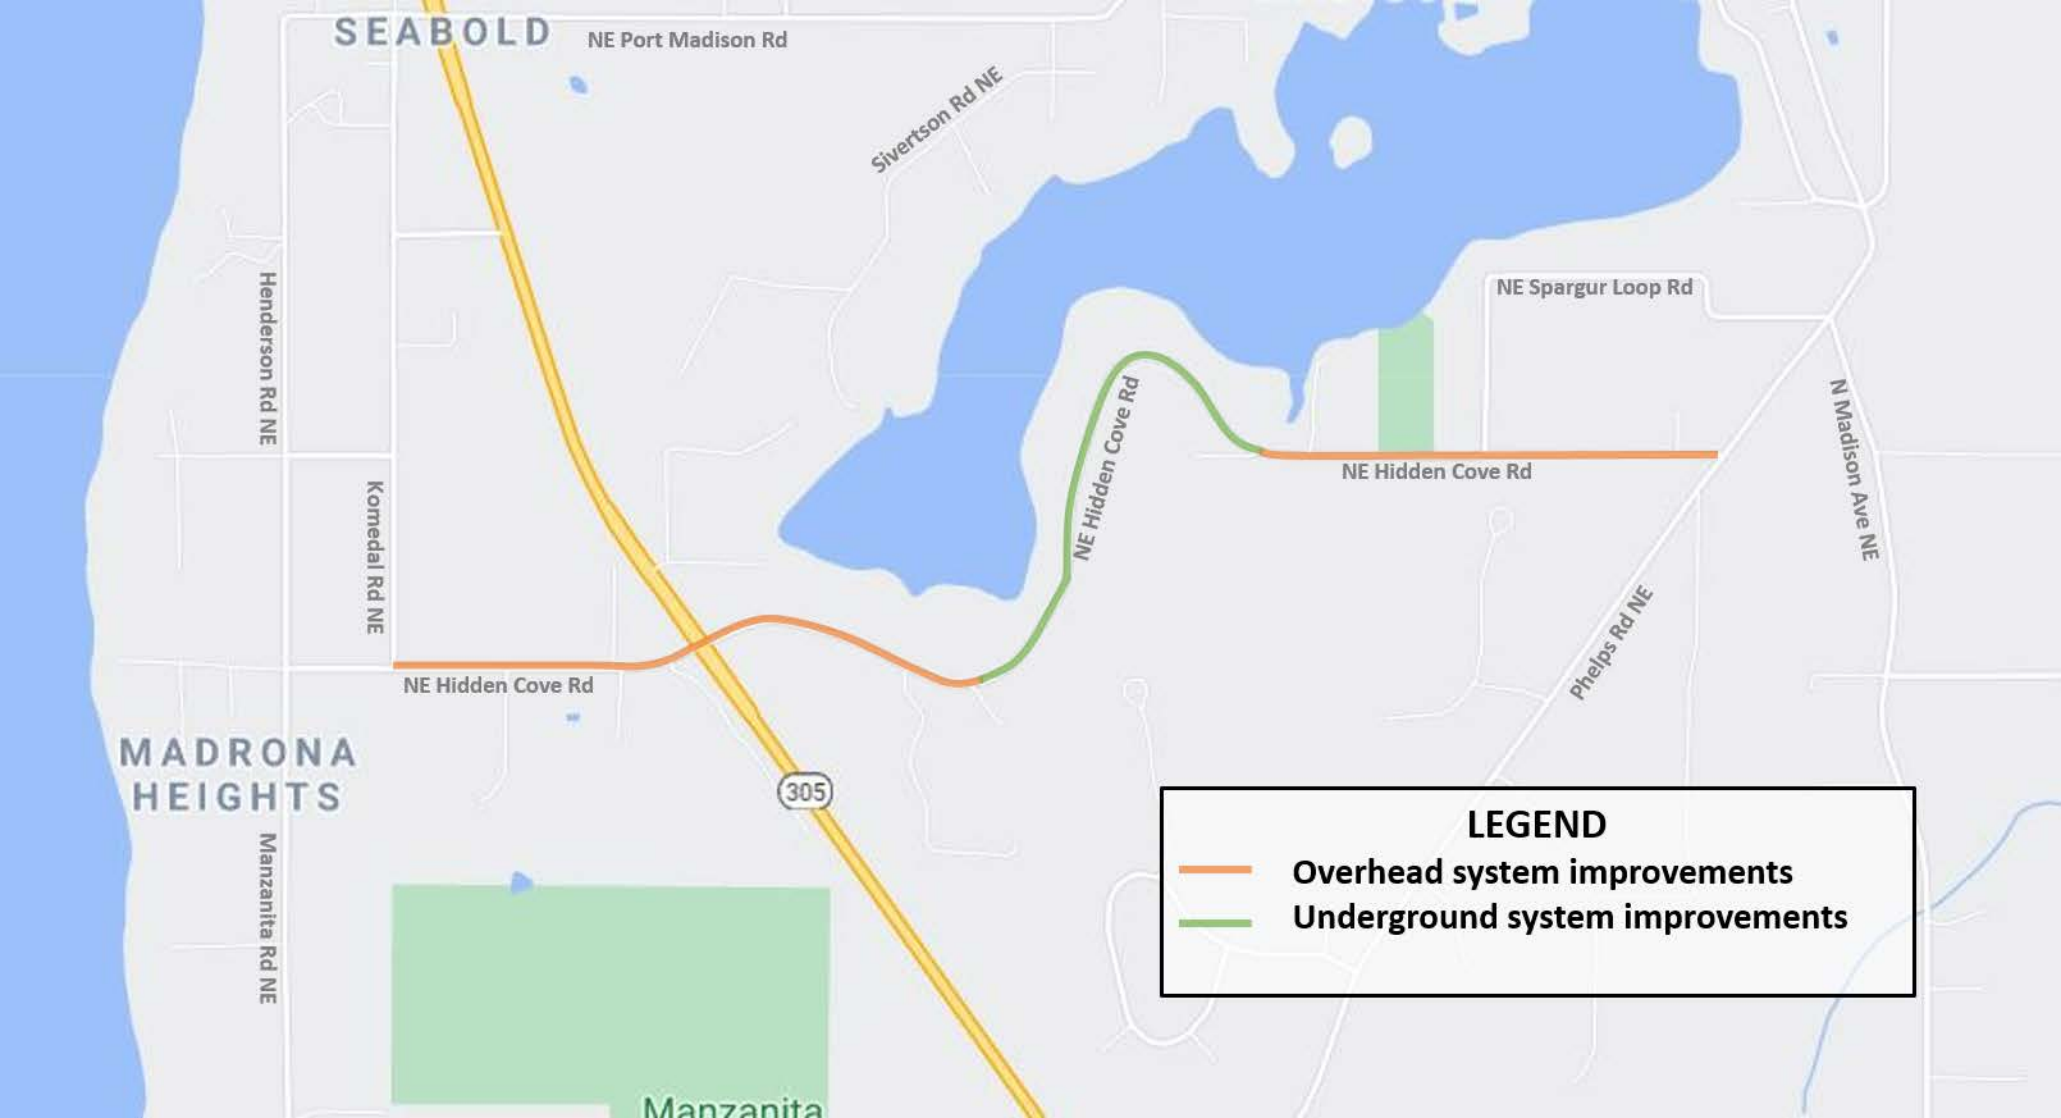 SEABOLD
NE Port Madison Rd
Sivertson Rd NE
Henderson Rd NE
NE Spargur Loop Rd
NE Hidden Cove Rd
N Madison Ave NE
NE Hidden Cove Rd
Komedal Rd NE
Phelps Rd NE
NE Hidden Cove Rd
MADRONA
HEIGHTS
305
Manzanita Rd NE
LEGEND
Overhead system improvements
Underground system improvements
Manzanita